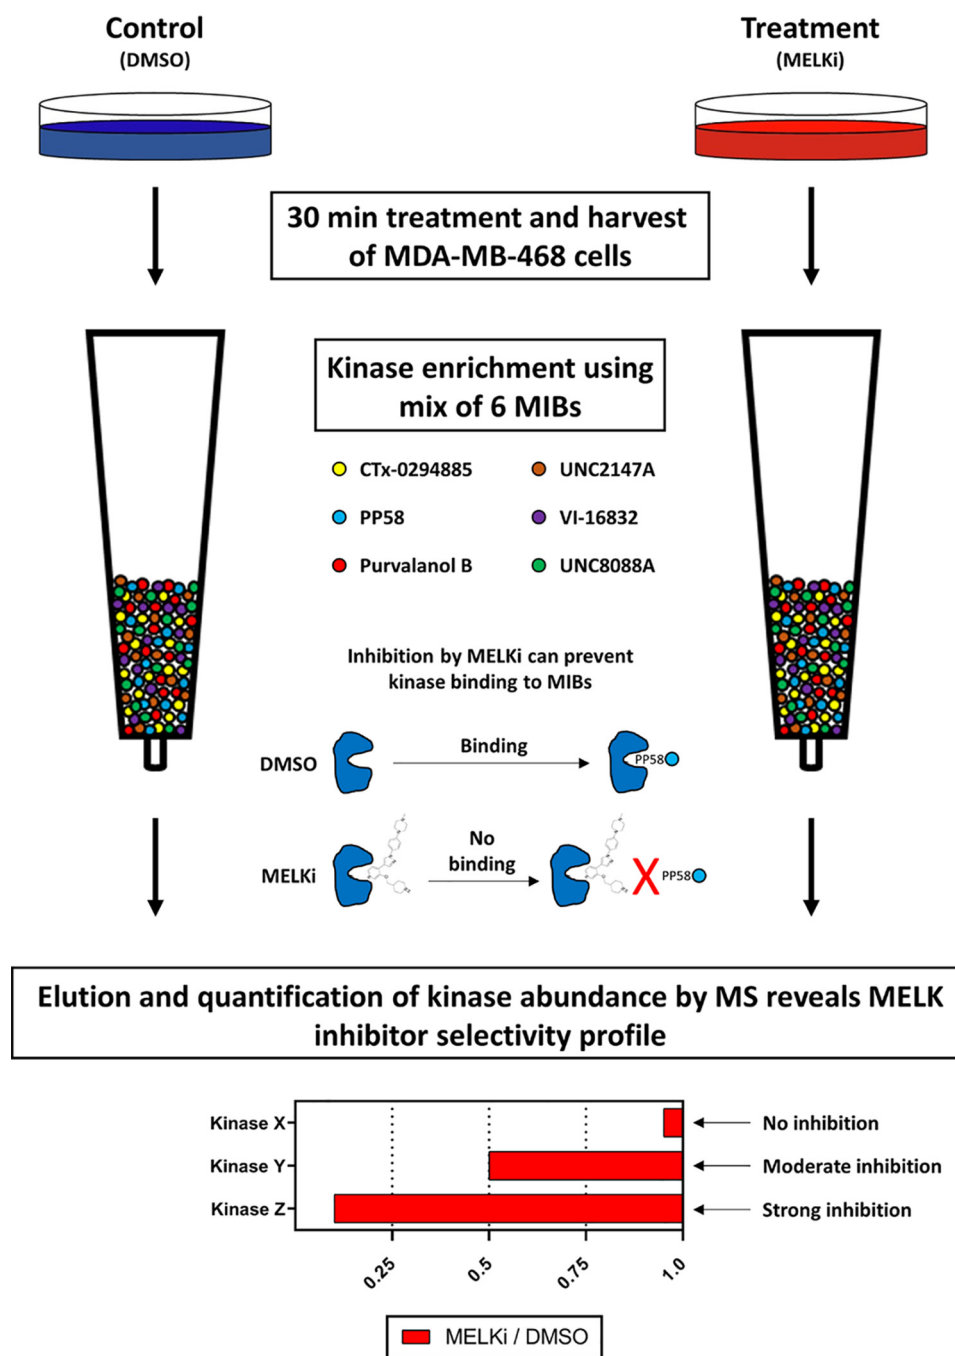 Control
(DMSO)
Treatment
(MELKi)
30 min treatment and harvest
of MDA-MB-468 cells
Kinase enrichment using
mix of 6 MIBs
CTx-0294885
UNC2147A
PP58
VI-16832
Purvalanol B
UNC8088A
Inhibition by MELKi can prevent
kinase binding to MIBs
DMSO
Binding
PP58
MELKi
No
binding
X
PP58
Elution and quantification of kinase abundance by MS reveals MELK
inhibitor selectivity profile
Kinase X
No inhibition
Kinase Y
Moderate inhibition
Kinase Z
Strong inhibition
0.25
0.5
0.75
1.0
MELKi / DMSO